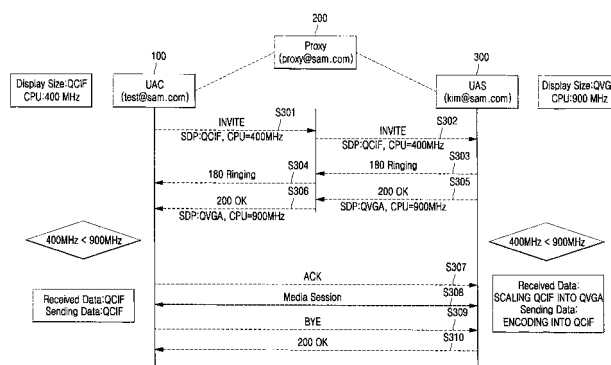 200
Proxy
(proxy@sam.com)
100
300
Display Size:QCIF
CPU:400 MHz
UAC
(test@sam.com)
UAS
(kim@sam.com)
Display Size:QVG
CPU:900 MHz
S301
INVITE
SDP:QCIF, CPU=400MHz
S302
INVITE
SDP:QCIF, CPU=400MHz
S303
180 Ringing
S304
180 Ringing
S305
200 OK
SDP:QVGA, CPU=900MHz
S306
200 OK
SDP:QVGA, CPU=900MHz
400MHz < 900MHz
400MHz < 900MHz
ACK
S307
Received Data:QCIF
Sending Data:QCIF
Media Session
S308
Received Data:
SCALING QCIF INTO QVGA
Sending Data:
ENCODING INTO QCIF
BYE
S309
200 OK
S310